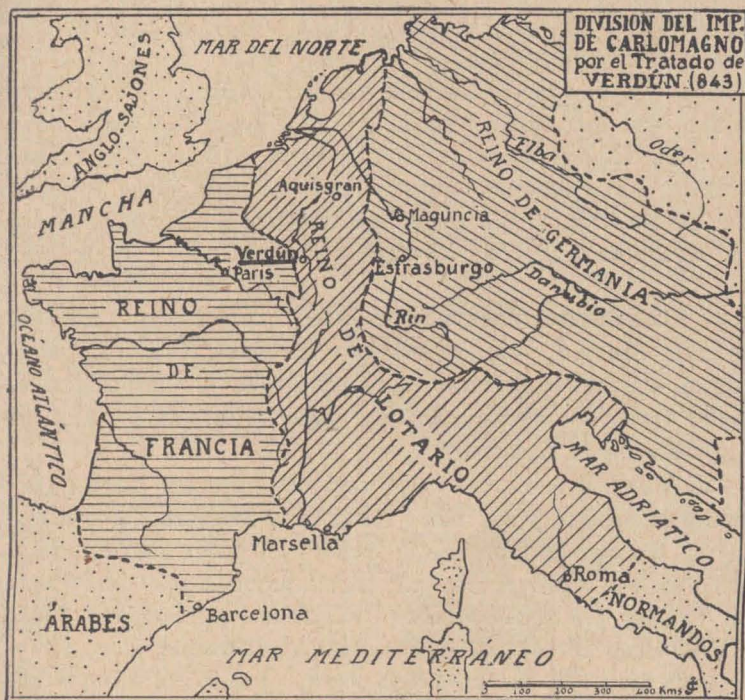 DIVISION DEL IMP.
DE CARLOMAGNO
por el Tratado de
VERDÚN (843)
MAR DEL NORTE
ANGLO-SAJONES
MANCHA
Aquisgran
REINO-DE-GERMANIA
Elba
Oder
Maguncia
Verdún
Paris
Estrasburgo
Danubio
Rin
REINO
DE
FRANCIA
REINO DE LOTARIO
OCÉANO ATLÁNTICO
MAR ADRIATICO
Marsella
Roma
NORMANDOS
ÁRABES
Barcelona
MAR MEDITERRÁNEO
0 100 200 300 400 Kms